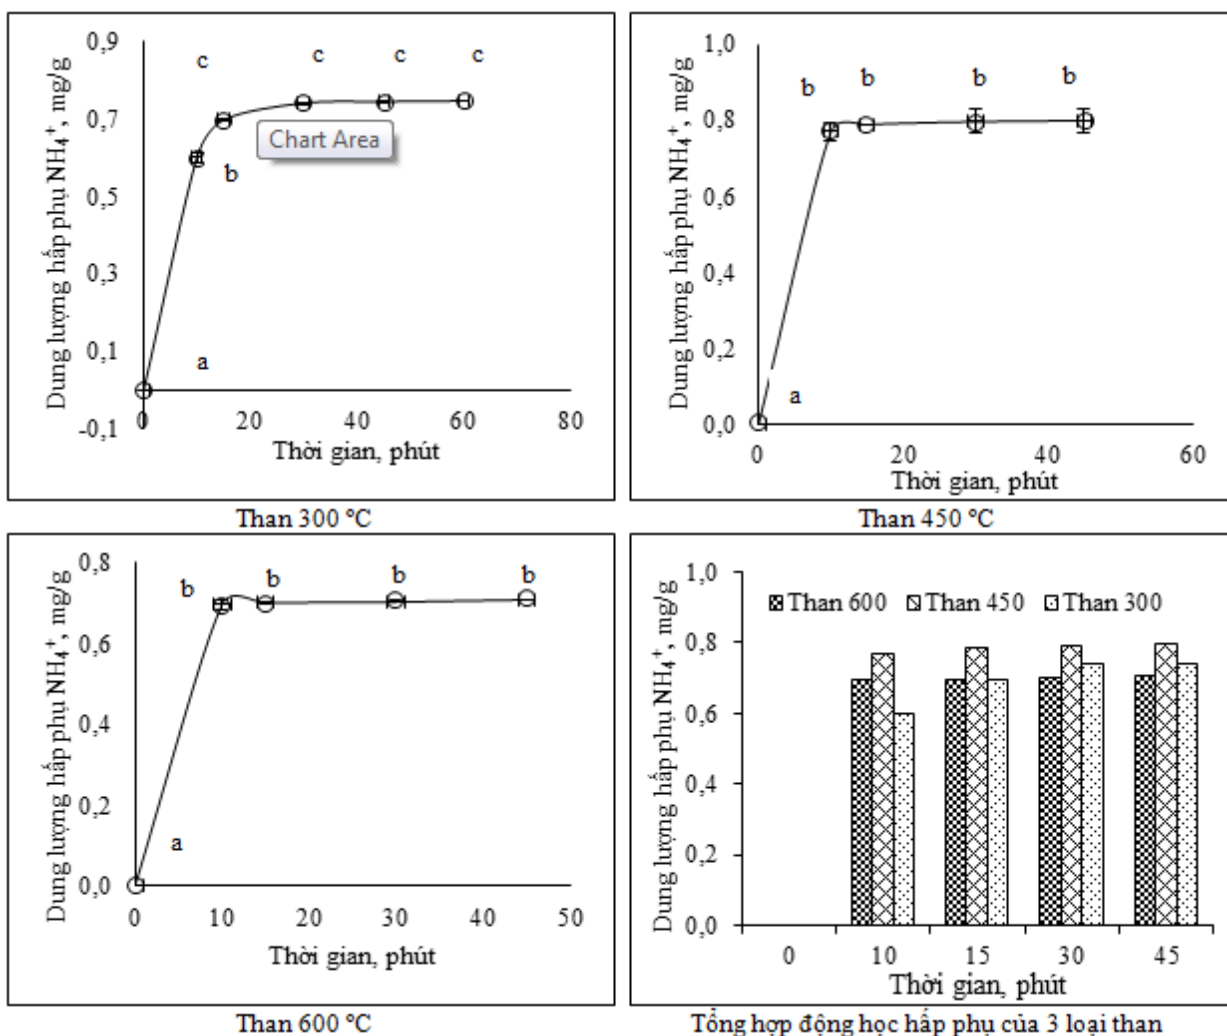 Dung lượng hấp phụ NH₄⁺, mg/g
0,9
0,7
0,5
0,3
0,1
-0,1
c c c c
Chart Area
b
a
0 20 40 60 80
Thời gian, phút
Than 300 °C
Dung lượng hấp phụ NH₄⁺, mg/g
1,0
0,8
0,6
0,4
0,2
0,0
b b b b
a
0 20 40 60
Thời gian, phút
Than 450 °C
Dung lượng hấp phụ NH₄⁺, mg/g
0,8
0,6
0,4
0,2
0,0
b b b b
a
0 10 20 30 40 50
Thời gian, phút
Than 600 °C
Dung lượng hấp phụ NH₄⁺, mg/g
1,0
0,8
0,6
0,4
0,2
0,0
Than 600 Than 450 Than 300
0 10 15 30 45
Thời gian, phút
Tổng hợp động học hấp phụ của 3 loại than